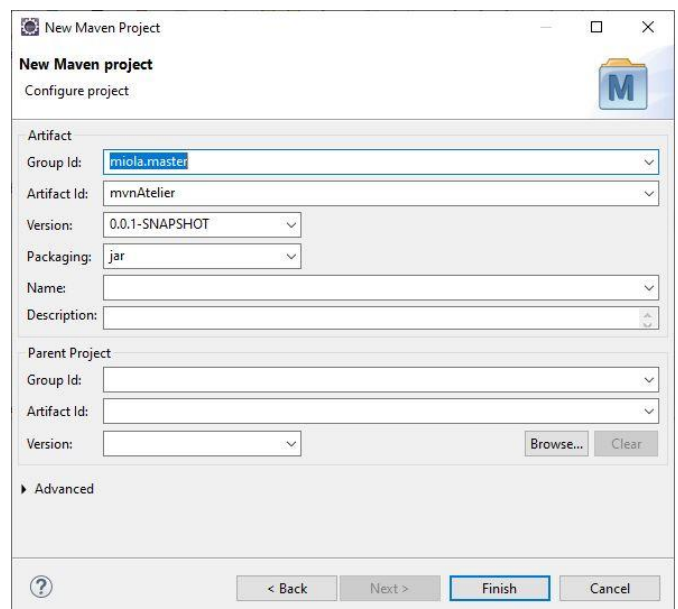 New Maven Project
New Maven project
Configure project
M
Artifact
Group Id: miola.master
Artifact Id: mvnAtelier
Version: 0.0.1-SNAPSHOT
Packaging: jar
Name:
Description:
Parent Project
Group Id:
Artifact Id:
Version: Browse... Clear
Advanced
? < Back Next > Finish Cancel